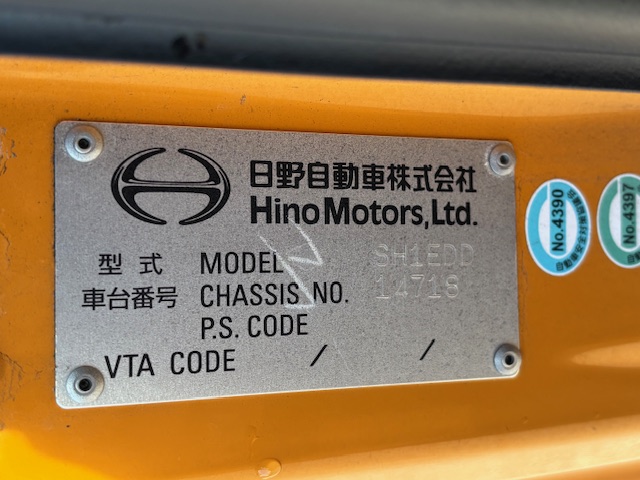 日野自動車株式会社
Hino Motors, Ltd.
型式 MODEL SH1EDD
車台番号 CHASSIS NO. 14718
P.S. CODE
VTA CODE / /
No.4390
No.4397